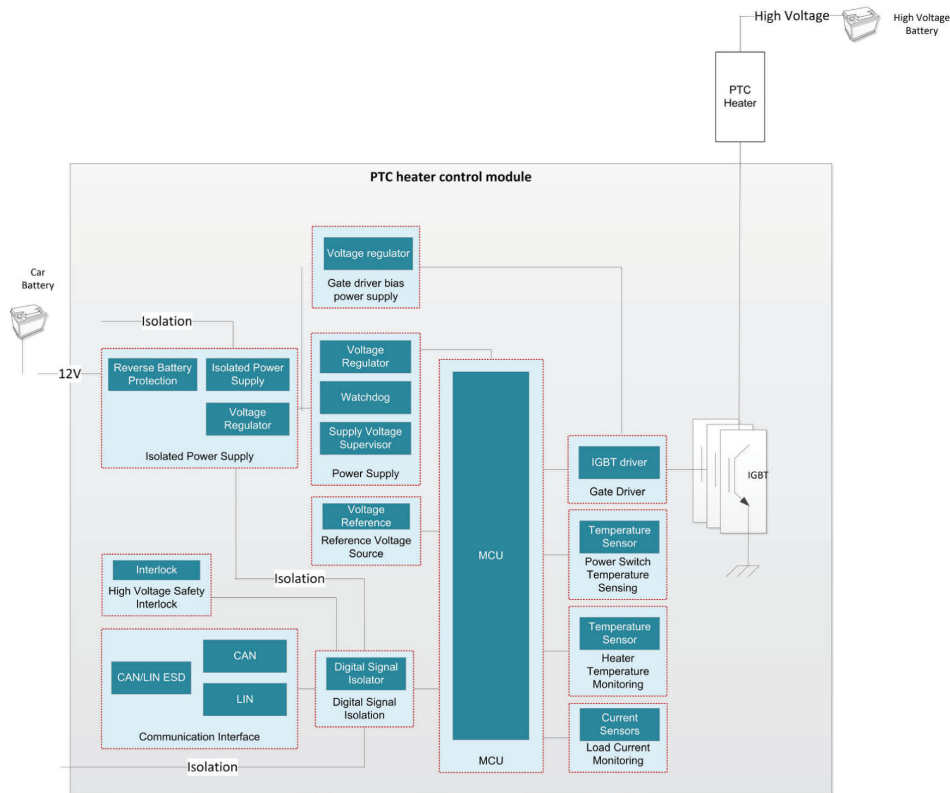 High Voltage
High Voltage
Battery
PTC
Heater
PTC heater control module
Voltage regulator
Gate driver bias
power supply
Car
Battery
Isolation
12V
Reverse Battery
Protection
Isolated Power
Supply
Voltage
Regulator
Isolated Power Supply
Voltage
Regulator
Watchdog
Supply Voltage
Supervisor
Power Supply
Voltage
Reference
Reference Voltage
Source
MCU
MCU
IGBT driver
Gate Driver
IGBT
Temperature
Sensor
Power Switch
Temperature
Sensing
Temperature
Sensor
Heater
Temperature
Monitoring
Current
Sensors
Load Current
Monitoring
Isolation
Interlock
High Voltage Safety
Interlock
CAN/LIN ESD
CAN
LIN
Communication Interface
Digital Signal
Isolator
Digital Signal
Isolation
Isolation